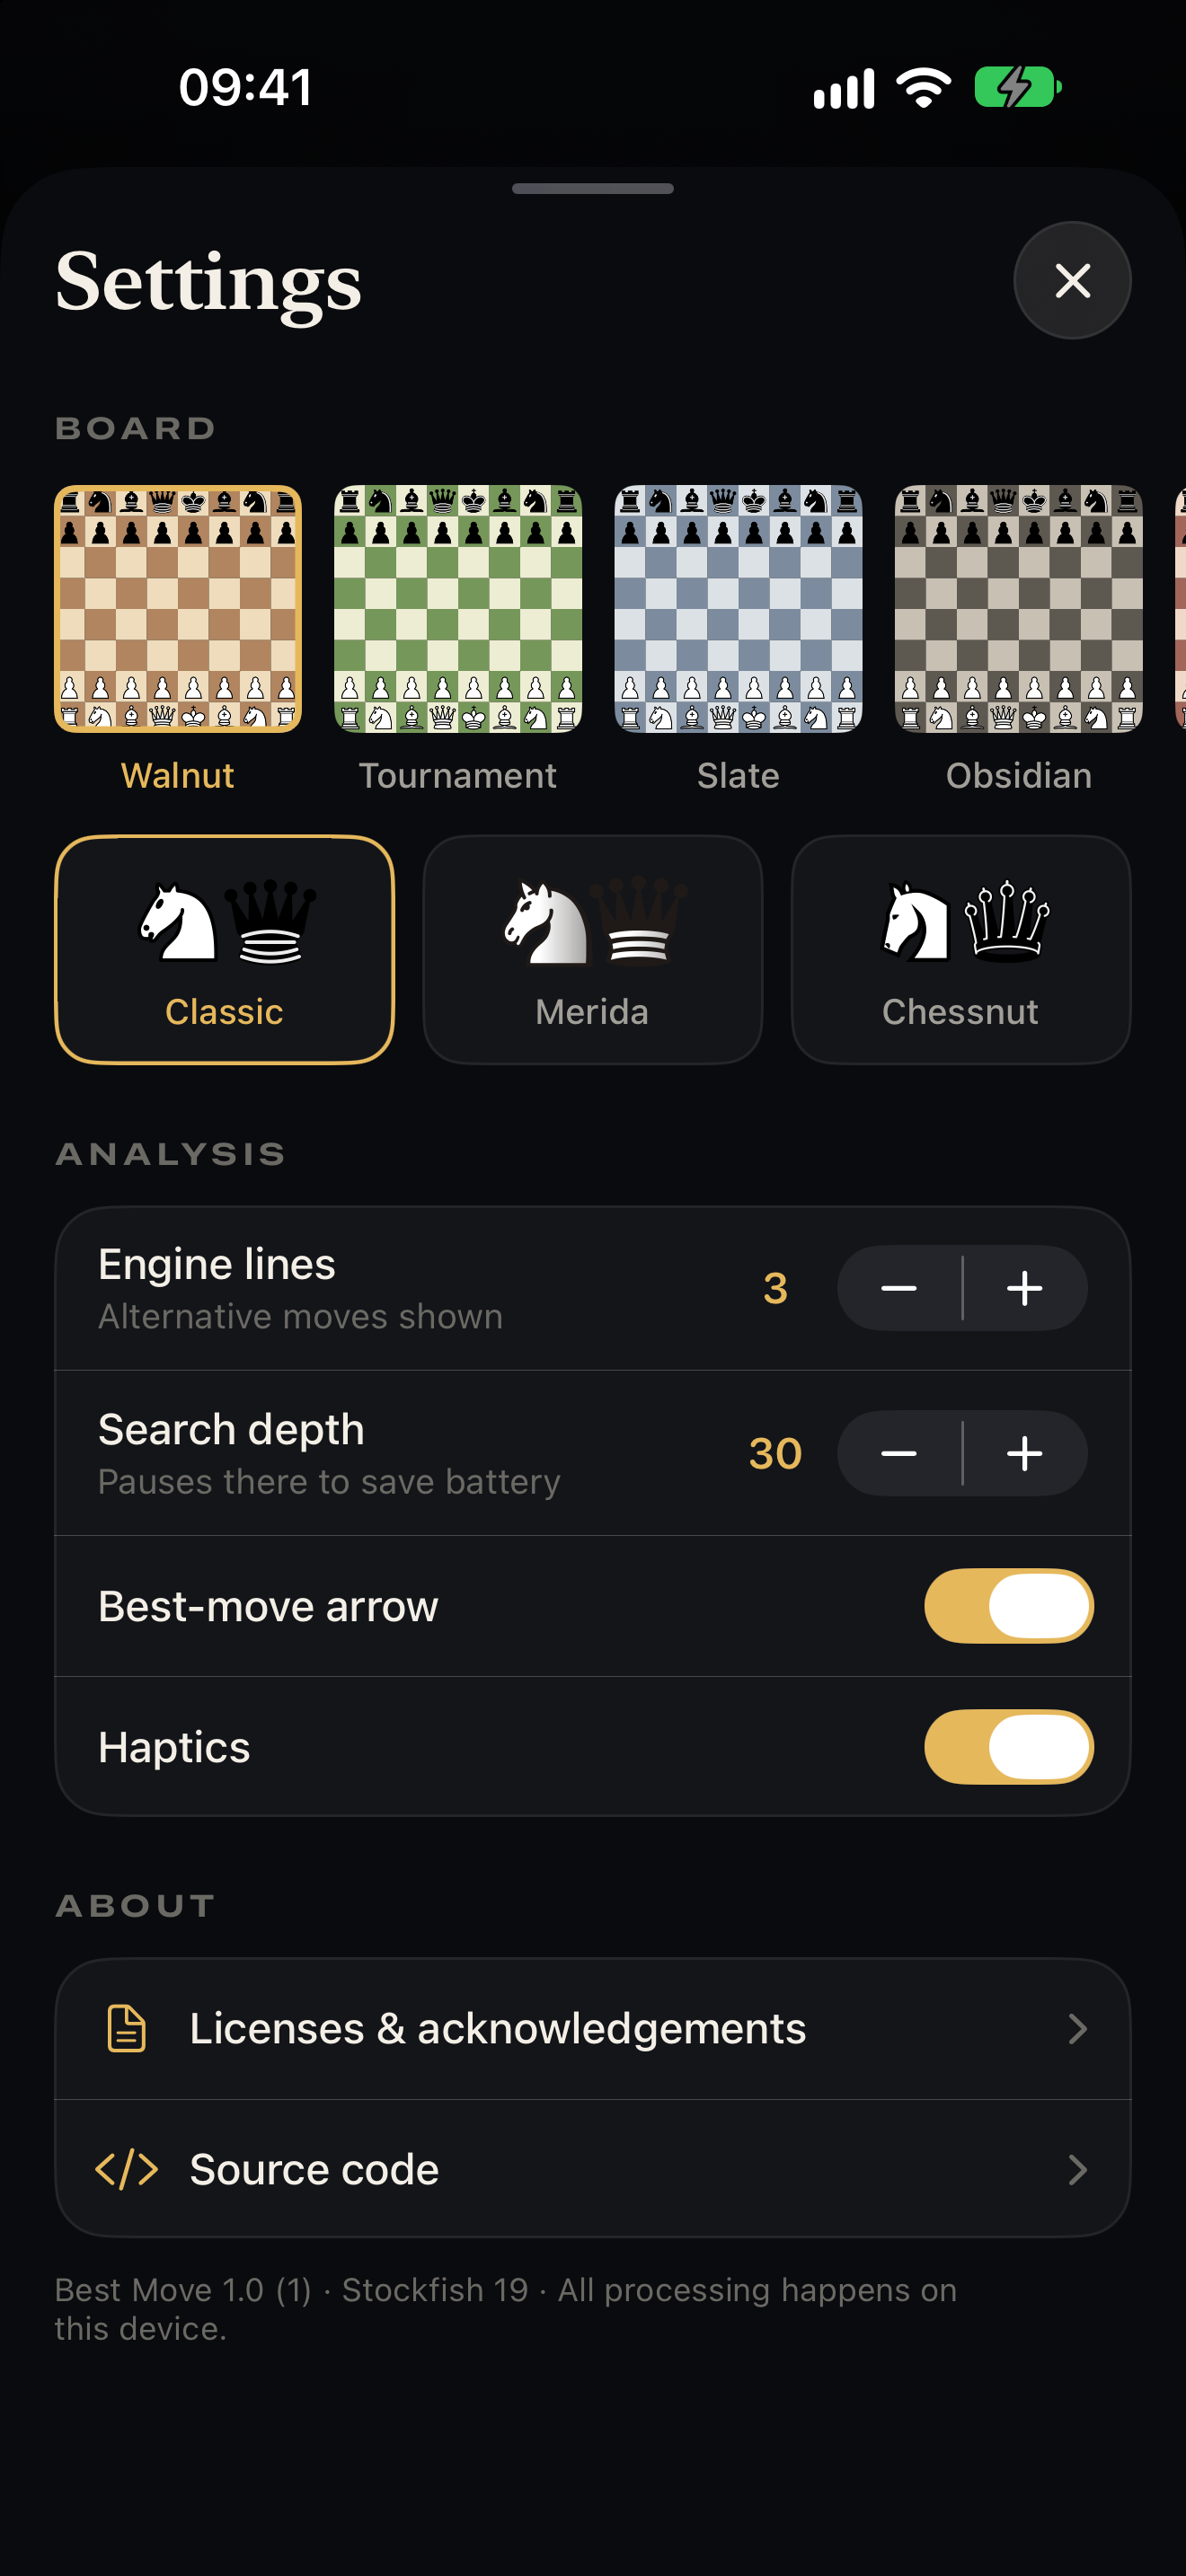 09:41
Settings
BOARD
Walnut
Tournament
Slate
Obsidian
Classic
Merida
Chessnut
ANALYSIS
Engine lines
Alternative moves shown
3
Search depth
Pauses there to save battery
30
Best-move arrow
Haptics
ABOUT
Licenses & acknowledgements
</> Source code
Best Move 1.0 (1) · Stockfish 19 · All processing happens on
this device.